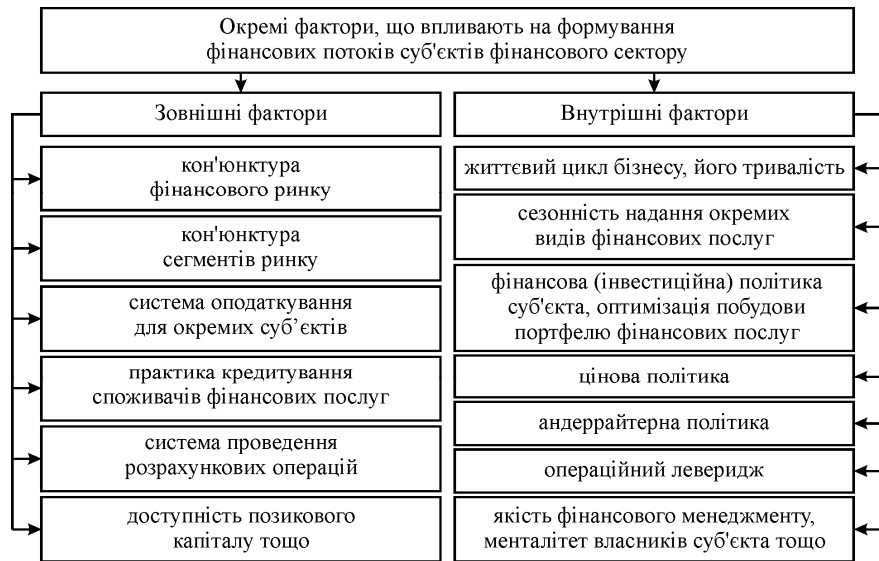 Окремі фактори, що впливають на формування
фінансових потоків суб'єктів фінансового сектору
Зовнішні фактори
кон'юнктура
фінансового ринку
кон'юнктура
сегментів ринку
система оподаткування
для окремих суб’єктів
практика кредитування
споживачів фінансових послуг
система проведення
розрахункових операцій
доступність позикового
капіталу тощо
Внутрішні фактори
життєвий цикл бізнесу, його тривалість
сезонність надання окремих
видів фінансових послуг
фінансова (інвестиційна) політика
суб'єкта, оптимізація побудови
портфелю фінансових послуг
цінова політика
андеррайтерна політика
операційний леверидж
якість фінансового менеджменту,
менталітет власників суб'єкта тощо